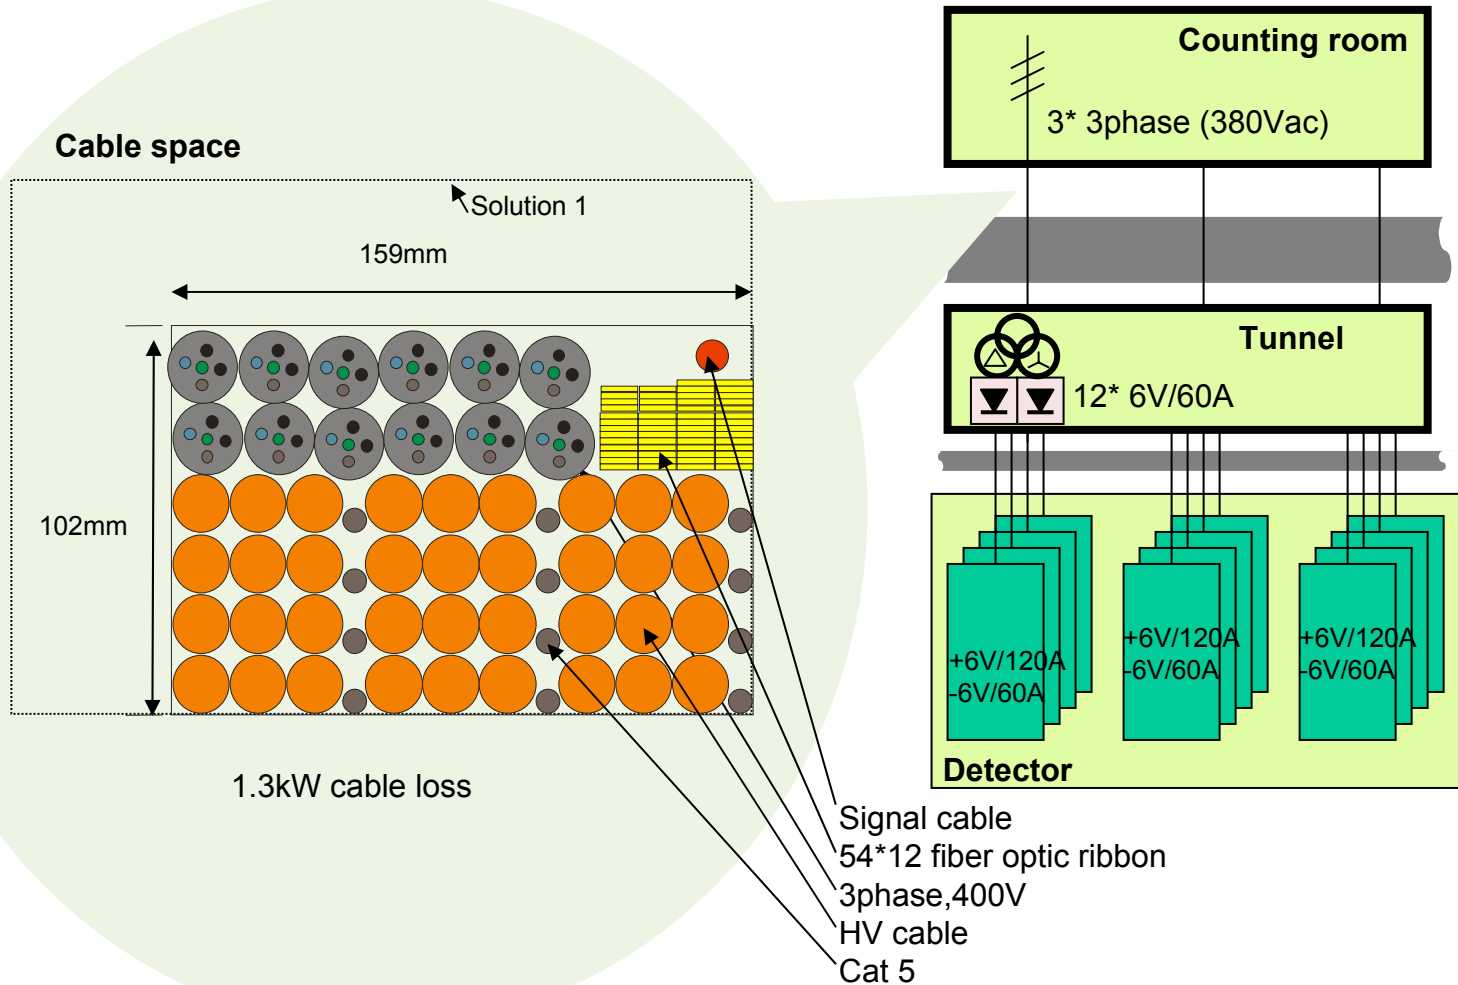 Cable space
Solution 1
159mm
102mm
1.3kW cable loss
Signal cable
54*12 fiber optic ribbon
3phase,400V
HV cable
Cat 5
Counting room
3* 3phase (380Vac)
Tunnel
12* 6V/60A
+6V/120A
-6V/60A
+6V/120A
-6V/60A
+6V/120A
-6V/60A
Detector